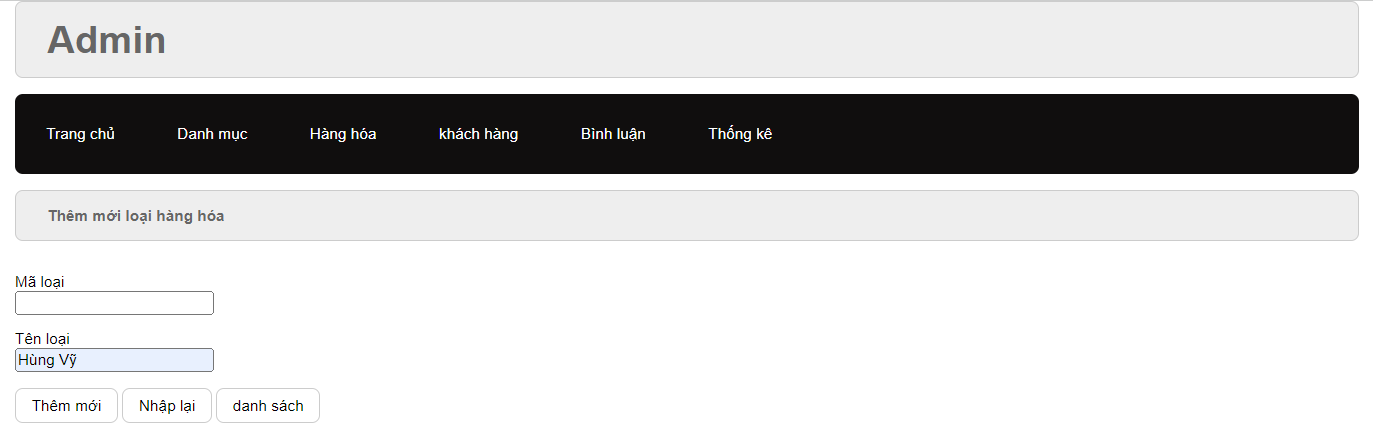 Admin
Trang chủ Danh mục Hàng hóa khách hàng Bình luận Thống kê
Thêm mới loại hàng hóa
Mã loại
Tên loại
Hùng Vỹ
Thêm mới Nhập lại danh sách